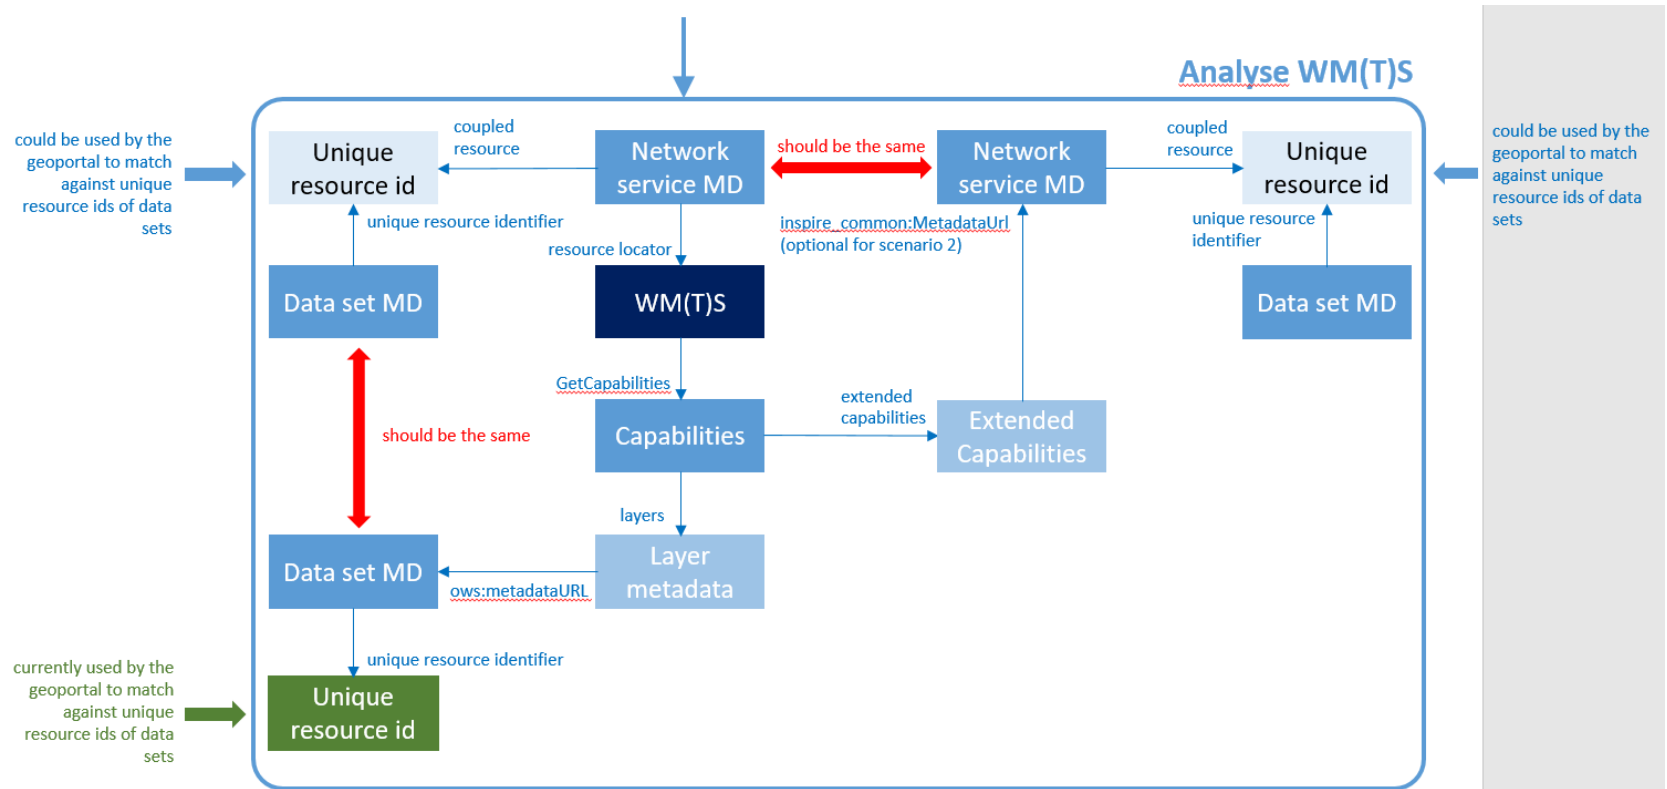 Analyse WM(T)S
could be used by the
geoportal to match
against unique
resource ids of data
sets
Unique
resource id
coupled
resource
Network
service MD
should be the same
Network
service MD
coupled
resource
Unique
resource id
could be used by the
geoportal to match
against unique
resource ids of data
sets
unique resource identifier
resource locator
inspire_common:MetadataUrl
(optional for scenario 2)
unique resource
identifier
Data set MD
WM(T)S
Data set MD
GetCapabilities
Capabilities
extended
capabilities
Extended
Capabilities
should be the same
layers
Data set MD
ows:metadataURL
Layer
metadata
unique resource identifier
currently used by the
geoportal to match
against unique
resource ids of data
sets
Unique
resource id